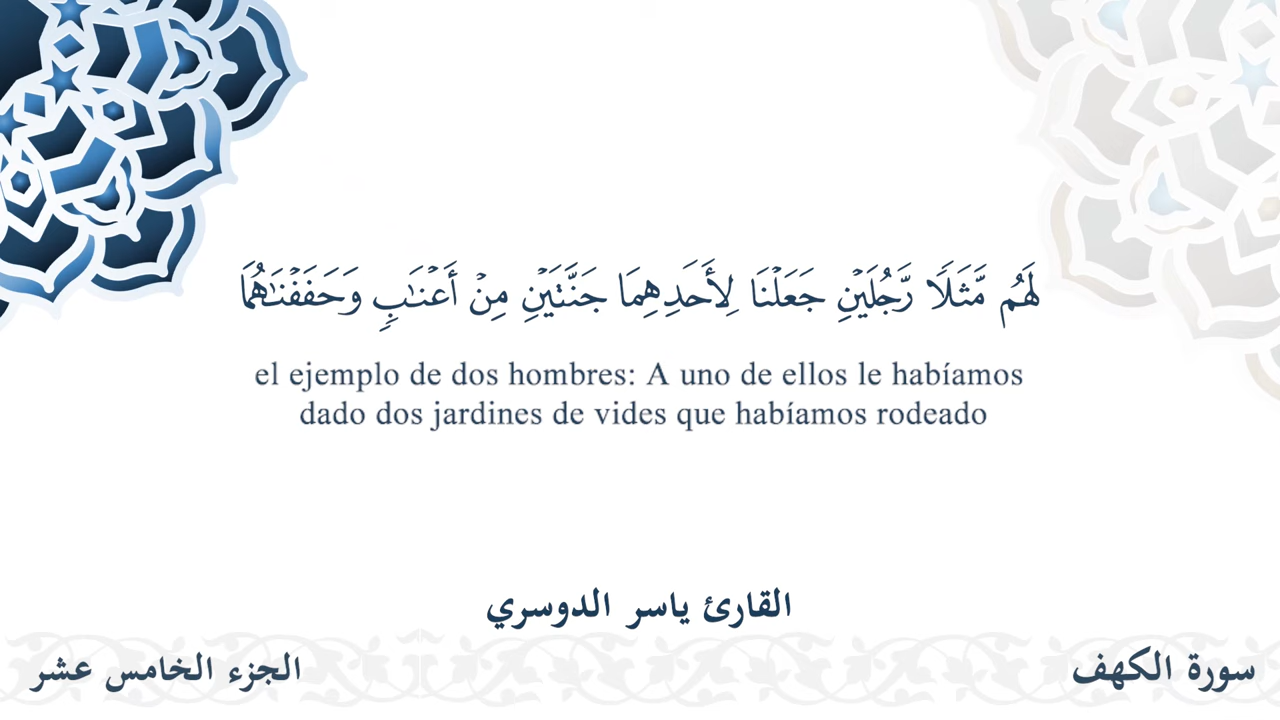 لَهُم مَّثَلًا رَّجُلَيْنِ جَعَلْنَا لِأَحَدِهِمَا جَنَّتَيْنِ مِنْ أَعْنَـٰبٍ وَحَفَفْنَـٰهُمَا
el ejemplo de dos hombres: A uno de ellos le habíamos
dado dos jardines de vides que habíamos rodeado
القارئ ياسر الدوسري
سورة الكهف
الجزء الخامس عشر